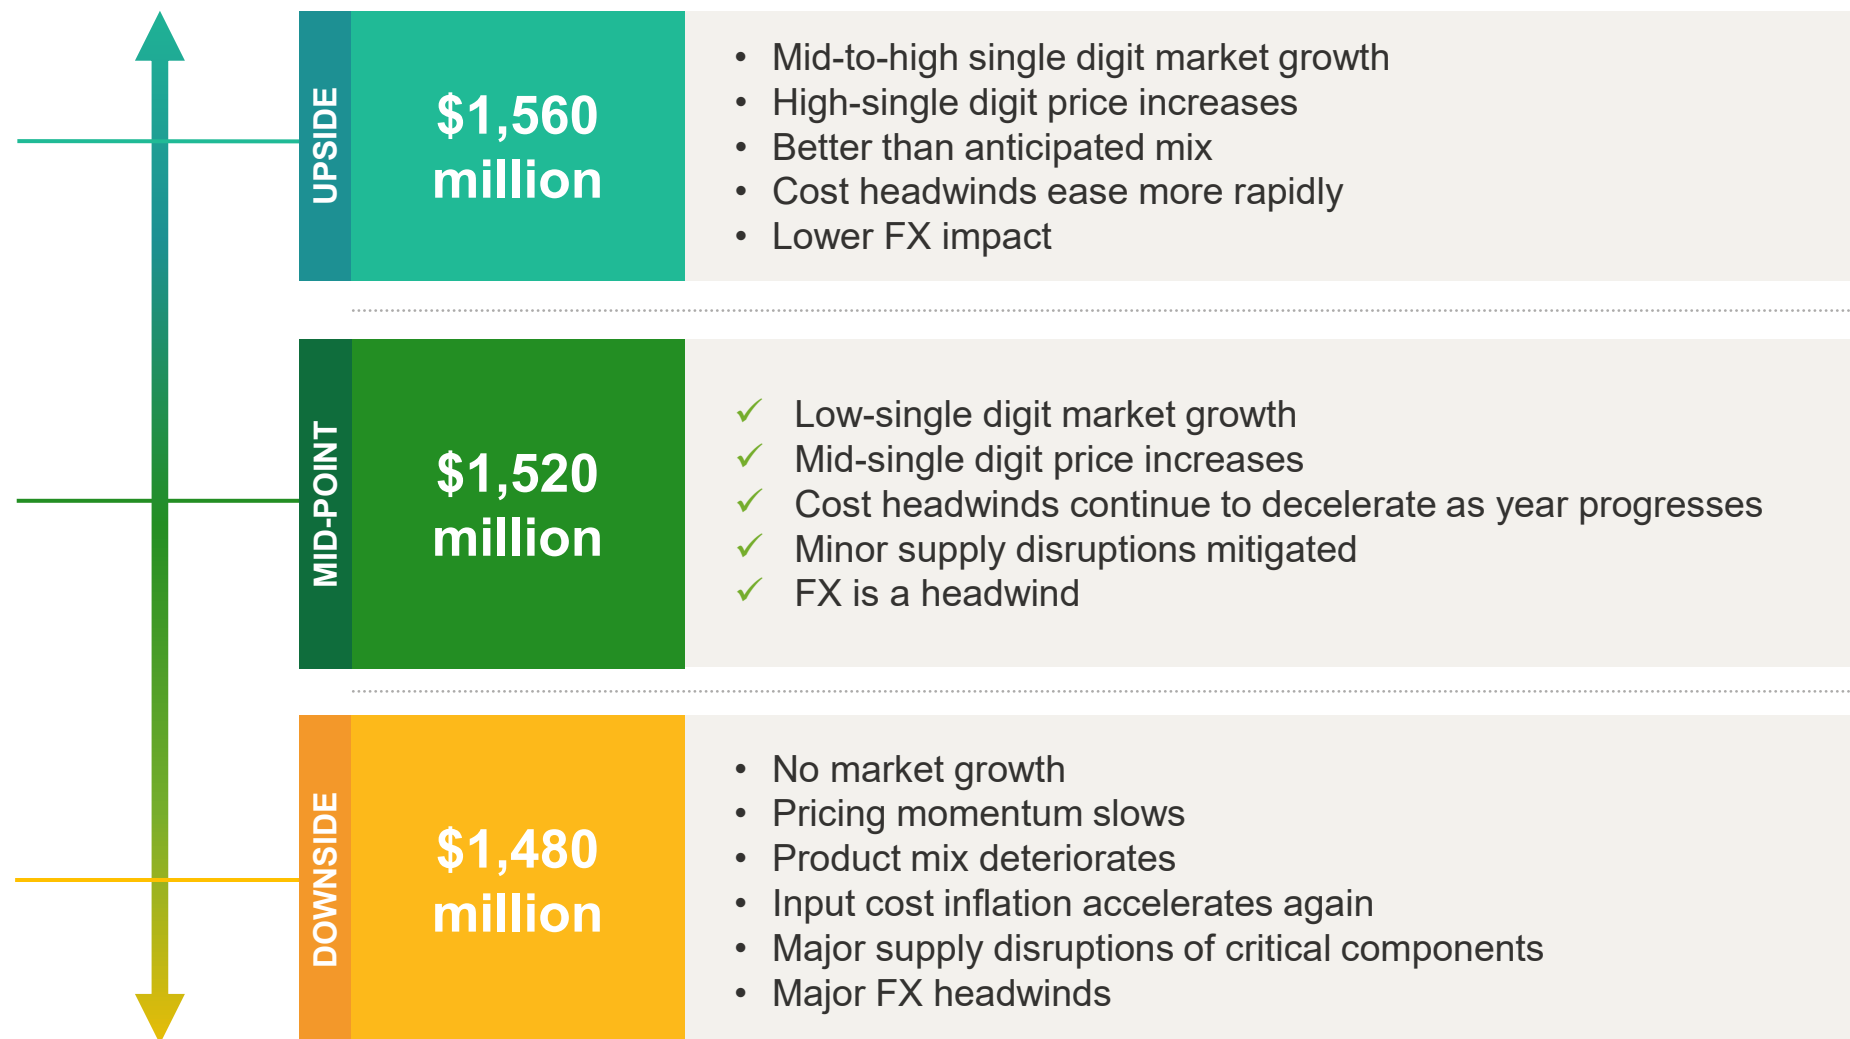 UPSIDE
$1,560
million
• Mid-to-high single digit market growth
• High-single digit price increases
• Better than anticipated mix
• Cost headwinds ease more rapidly
• Lower FX impact
MID-POINT
$1,520
million
✓ Low-single digit market growth
✓ Mid-single digit price increases
✓ Cost headwinds continue to decelerate as year progresses
✓ Minor supply disruptions mitigated
✓ FX is a headwind
DOWNSIDE
$1,480
million
• No market growth
• Pricing momentum slows
• Product mix deteriorates
• Input cost inflation accelerates again
• Major supply disruptions of critical components
• Major FX headwinds